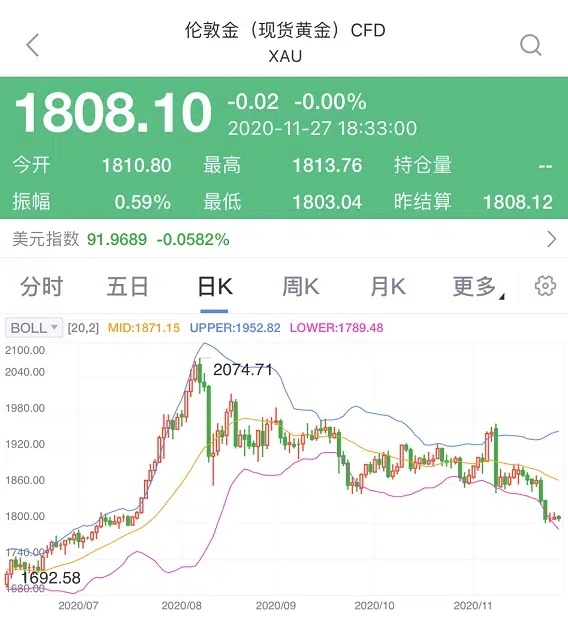 伦敦金（现货黄金）CFD
XAU
1808.10 -0.02 -0.00%
2020-11-27 18:33:00
今开 1810.80 最高 1813.76 持仓量 --
振幅 0.59% 最低 1803.04 昨结算 1808.12
美元指数 91.9689 -0.0582%
分时 五日 日K 周K 月K 更多
BOLL [20,2] MID:1871.15 UPPER:1952.82 LOWER:1789.48
2100.00
2074.71
2040.00
1980.00
1920.00
1860.00
1800.00
1740.00
1692.58
1680.00
2020/07 2020/08 2020/09 2020/10 2020/11